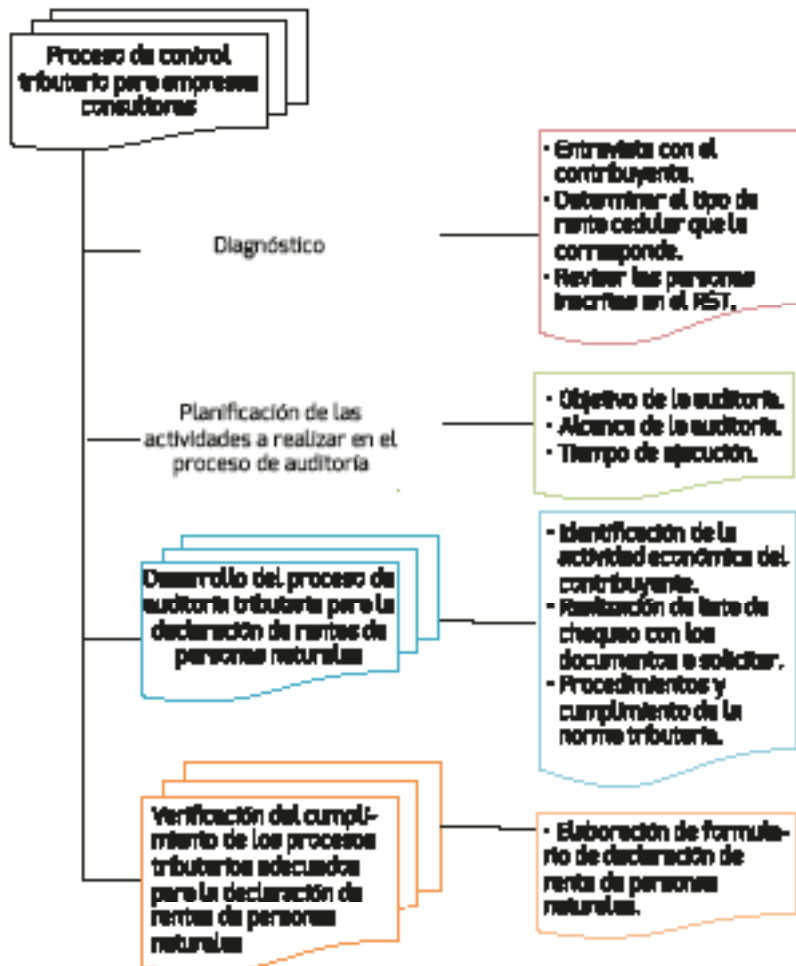 Proceso de control
tributario para empresas
consultoras
Diagnóstico
· Entrevista con el
contribuyente.
· Determinar el tipo de
renta cedular que le
corresponde.
· Revisar las personas
inscritas en el RST.
Planificación de las
actividades a realizar en el
proceso de auditoría
· Objetivo de la auditoría.
· Alcance de la auditoría.
· Tiempo de ejecución.
Desarrollo del proceso de
auditoría tributaria para la
declaración de rentas de
personas naturales
· Identificación de la
actividad económica del
contribuyente.
· Realización de lista de
chequeo con los
documentos a solicitar.
· Procedimientos y
cumplimiento de la
norma tributaria.
Verificación del cumpli-
miento de los procesos
tributarios adecuados
para la declaración de
rentas de personas
naturales
· Elaboración de formula-
rio de declaración de
renta de personas
naturales.